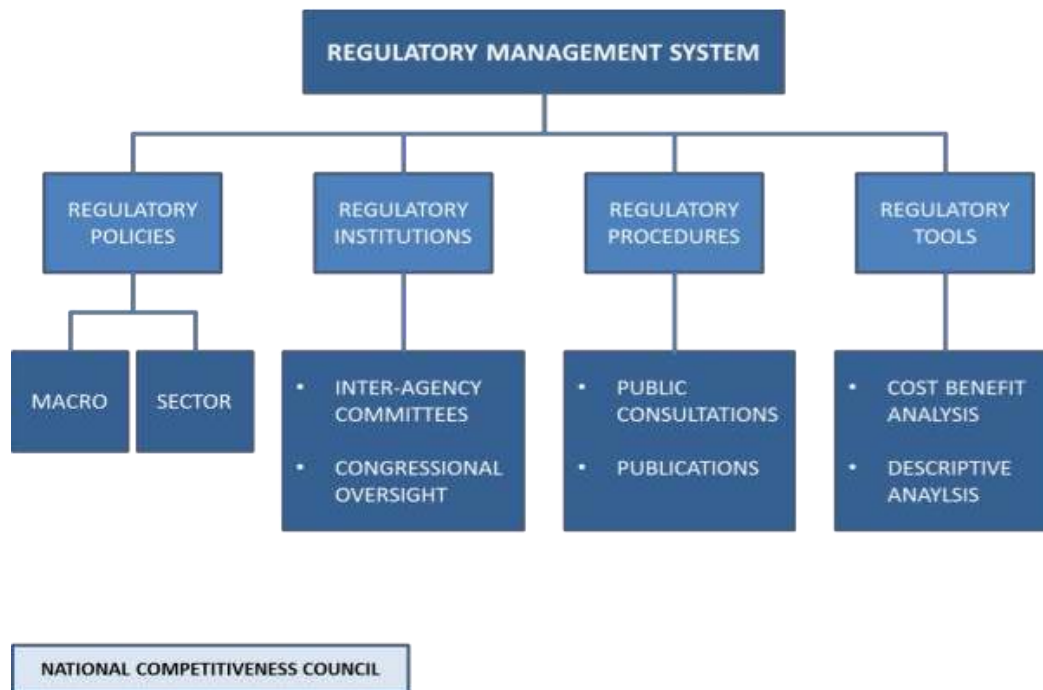 REGULATORY MANAGEMENT SYSTEM
REGULATORY
POLICIES
REGULATORY
INSTITUTIONS
REGULATORY
PROCEDURES
REGULATORY
TOOLS
MACRO
SECTOR
• INTER-AGENCY
COMMITTEES
• CONGRESSIONAL
OVERSIGHT
• PUBLIC
CONSULTATIONS
• PUBLICATIONS
• COST BENEFIT
ANALYSIS
• DESCRIPTIVE
ANAYLSIS
NATIONAL COMPETITIVENESS COUNCIL